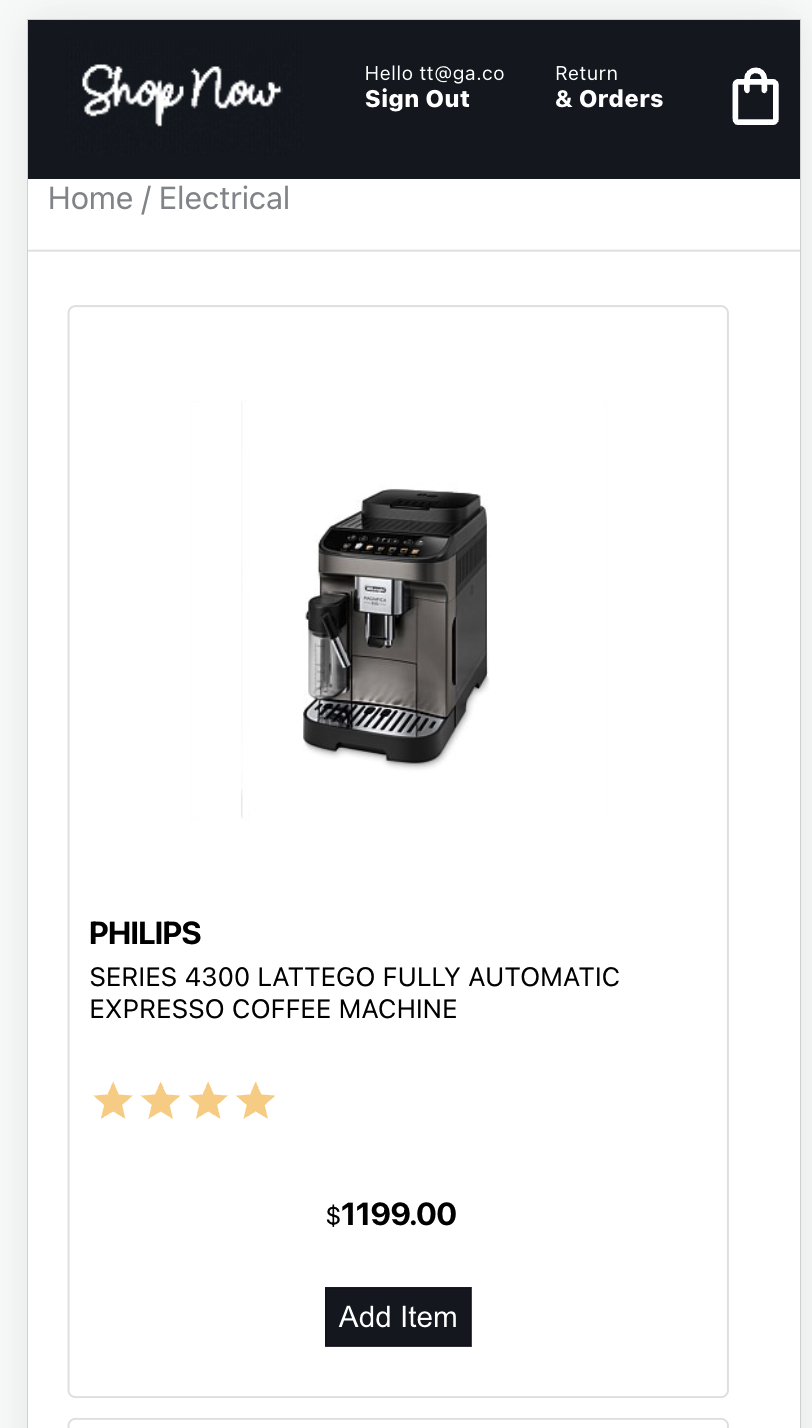 Shop Now
Hello tt@ga.co
Sign Out
Return
& Orders
Home / Electrical
PHILIPS
SERIES 4300 LATTEGO FULLY AUTOMATIC
EXPRESSO COFFEE MACHINE
$1199.00
Add Item